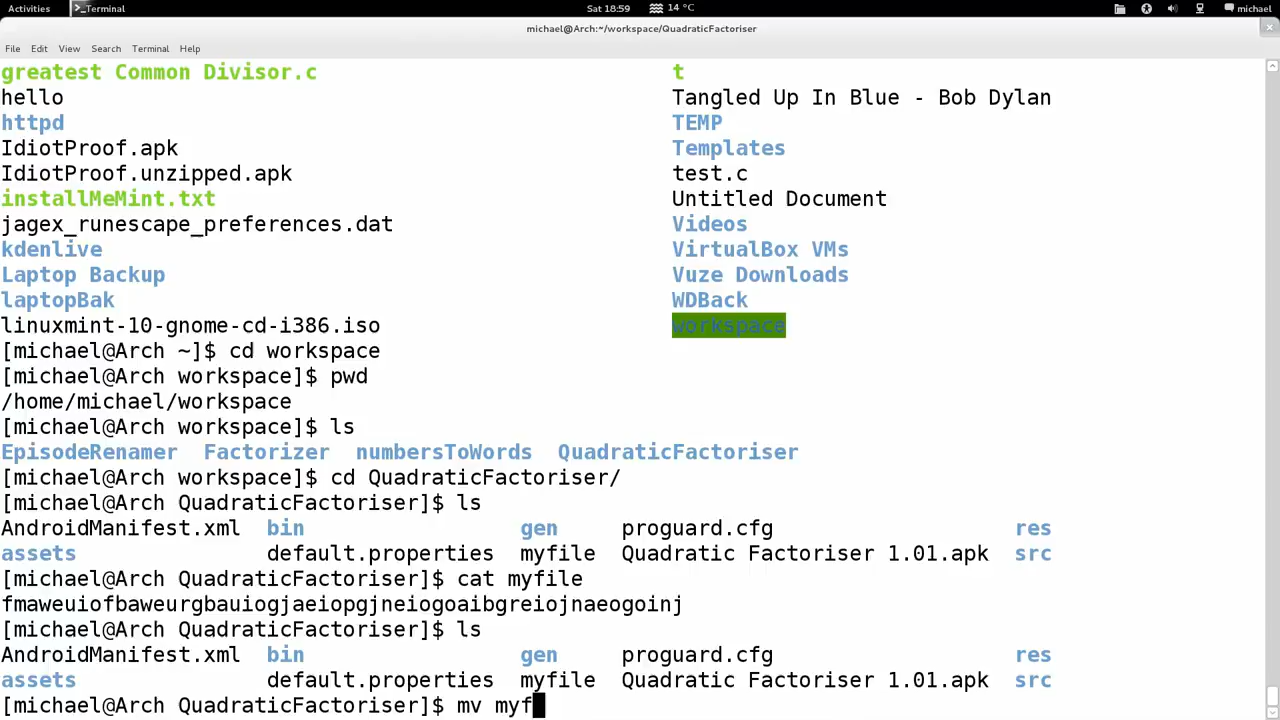 Activities Terminal Sat 18:59 14 °C michael
michael@Arch:~/workspace/QuadraticFactoriser
File Edit View Search Terminal Help
greatest Common Divisor.c t
hello Tangled Up In Blue - Bob Dylan
httpd TEMP
IdiotProof.apk Templates
IdiotProof.unzipped.apk test.c
installMeMint.txt Untitled Document
jagex_runescape_preferences.dat Videos
kdenlive VirtualBox VMs
Laptop Backup Vuze Downloads
laptopBak WDBack
linuxmint-10-gnome-cd-i386.iso workspace
[michael@Arch ~]$ cd workspace
[michael@Arch workspace]$ pwd
/home/michael/workspace
[michael@Arch workspace]$ ls
EpisodeRenamer Factorizer numbersToWords QuadraticFactoriser
[michael@Arch workspace]$ cd QuadraticFactoriser/
[michael@Arch QuadraticFactoriser]$ ls
AndroidManifest.xml bin gen proguard.cfg res
assets default.properties myfile Quadratic Factoriser 1.01.apk src
[michael@Arch QuadraticFactoriser]$ cat myfile
fmaweuiofbaweurgbauiogjaeiopgjneiogoaibgreiojnaeogoinj
[michael@Arch QuadraticFactoriser]$ ls
AndroidManifest.xml bin gen proguard.cfg res
assets default.properties myfile Quadratic Factoriser 1.01.apk src
[michael@Arch QuadraticFactoriser]$ mv myf